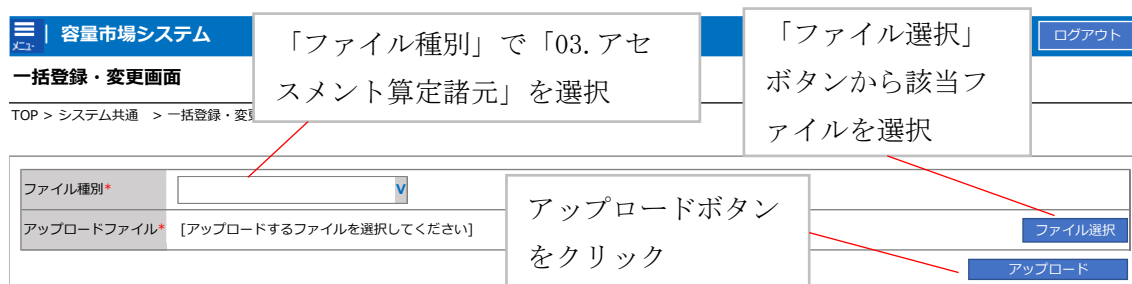 メニュー
容量市場システム
ログアウト
一括登録・変更画面
TOP > システム共通 > 一括登録・変
「ファイル種別」で「03.アセ
スメント算定諸元」を選択
「ファイル選択」
ボタンから該当フ
ァイルを選択
ファイル種別*
V
アップロードファイル* [アップロードするファイルを選択してください]
ファイル選択
アップロードボタン
をクリック
アップロード